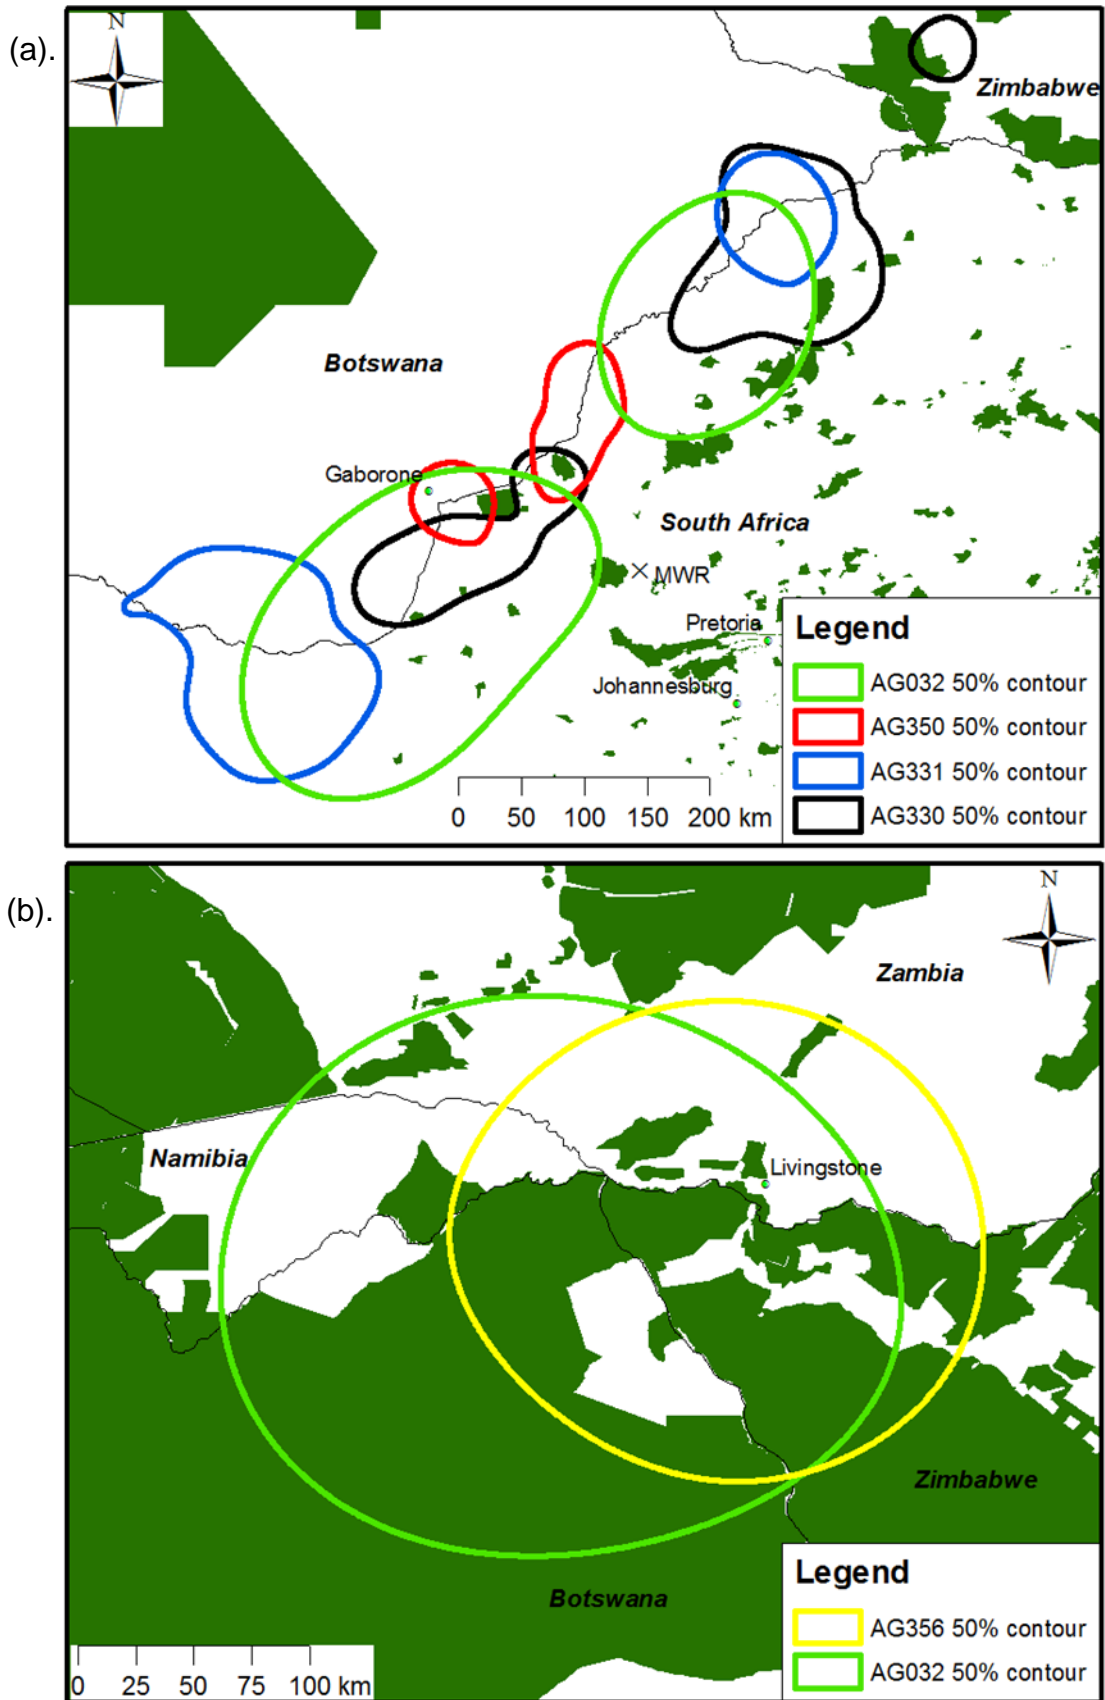 (a).
N
Zimbabwe
Botswana
Gaborone
South Africa
MWR
Pretoria
Johannesburg
Legend
AG032 50% contour
AG350 50% contour
AG331 50% contour
AG330 50% contour
0 50 100 150 200 km
(b).
N
Zambia
Namibia
Livingstone
Zimbabwe
Botswana
Legend
AG356 50% contour
AG032 50% contour
0 25 50 75 100 km